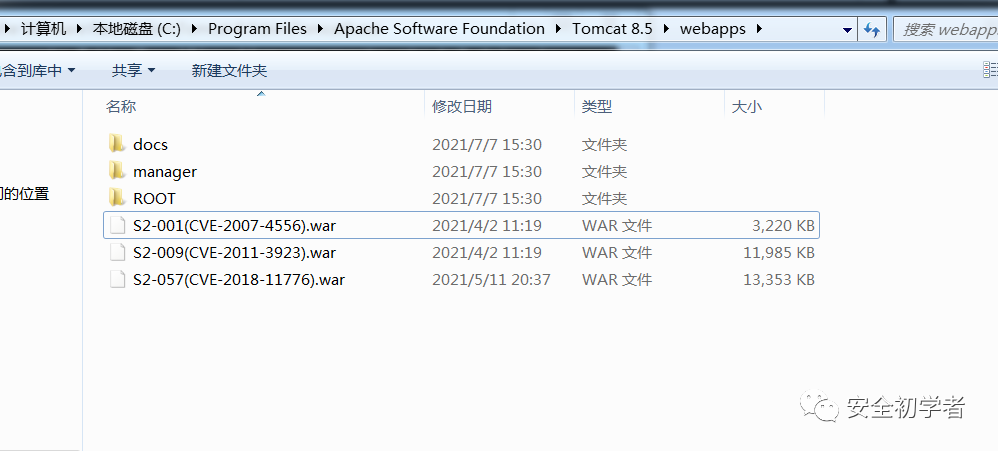 计算机 本地磁盘 (C:) Program Files Apache Software Foundation Tomcat 8.5 webapps 搜索 webapps
含到库中 共享 新建文件夹
名称 修改日期 类型 大小
docs 2021/7/7 15:30 文件夹
manager 2021/7/7 15:30 文件夹
的位置 ROOT 2021/7/7 15:30 文件夹
S2-001(CVE-2007-4556).war 2021/4/2 11:19 WAR 文件 3,220 KB
S2-009(CVE-2011-3923).war 2021/4/2 11:19 WAR 文件 11,985 KB
S2-057(CVE-2018-11776).war 2021/5/11 20:37 WAR 文件 13,353 KB
安全初学者